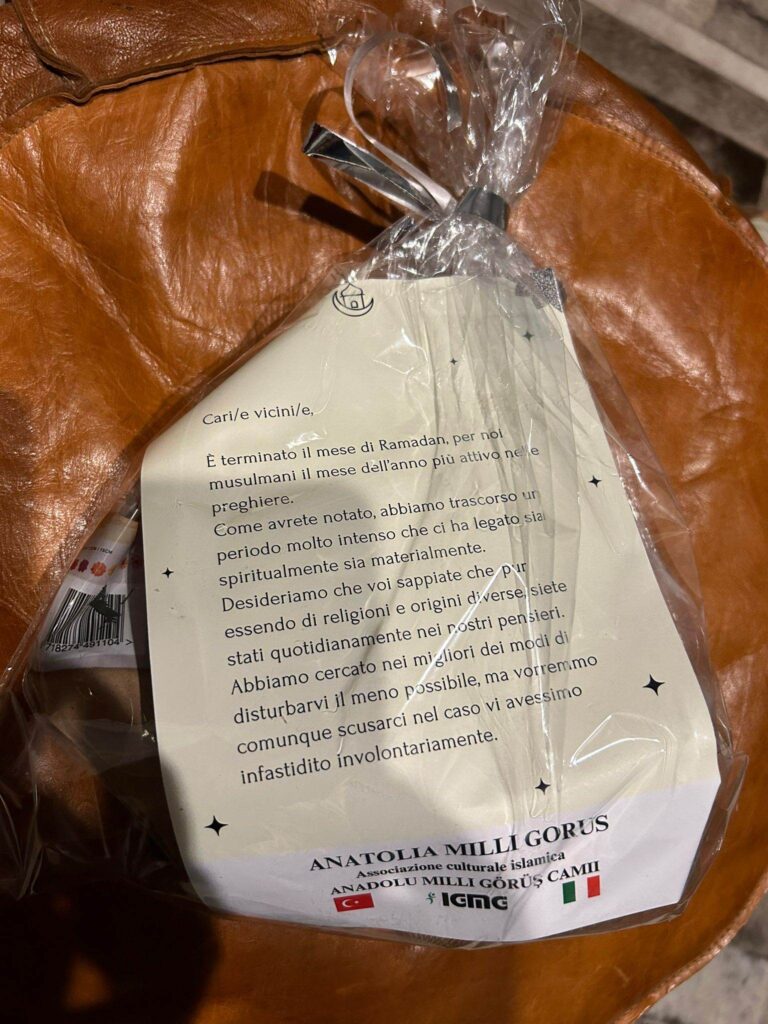 Cari/e vicini/e,
È terminato il mese di Ramadan, per noi
musulmani il mese dell'anno più attivo nelle
preghiere.
Come avrete notato, abbiamo trascorso un
periodo molto intenso che ci ha legato sia
spiritualmente sia materialmente.
Desideriamo che voi sappiate che pur
essendo di religioni e origini diverse, siete
stati quotidianamente nei nostri pensieri.
Abbiamo cercato nei migliori dei modi di
disturbarvi il meno possibile, ma vorremmo
comunque scusarci nel caso vi avessimo
infastidito involontariamente.
718274 491104 >
ANATOLIA MILLI GORUS
Associazione culturale islamica
ANADOLU MILLI GÖRÜŞ CAMII
IGMG